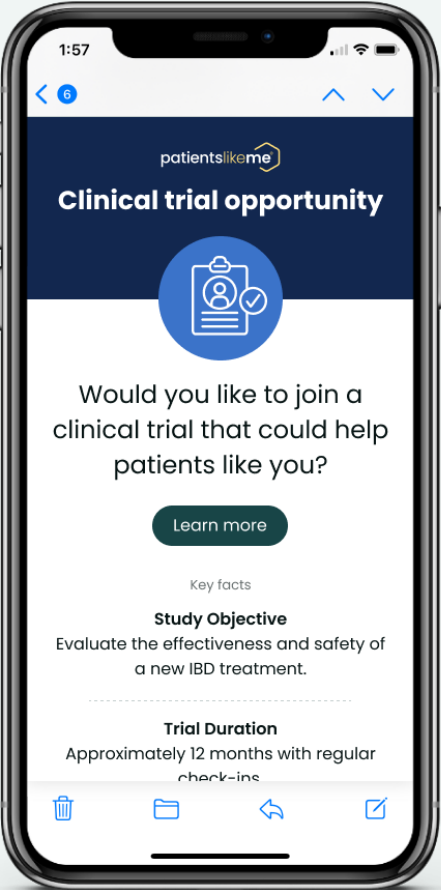 1:57
6
patientslikeme®
Clinical trial opportunity
Would you like to join a
clinical trial that could help
patients like you?
Learn more
Key facts
Study Objective
Evaluate the effectiveness and safety of
a new IBD treatment.
Trial Duration
Approximately 12 months with regular
check-ins